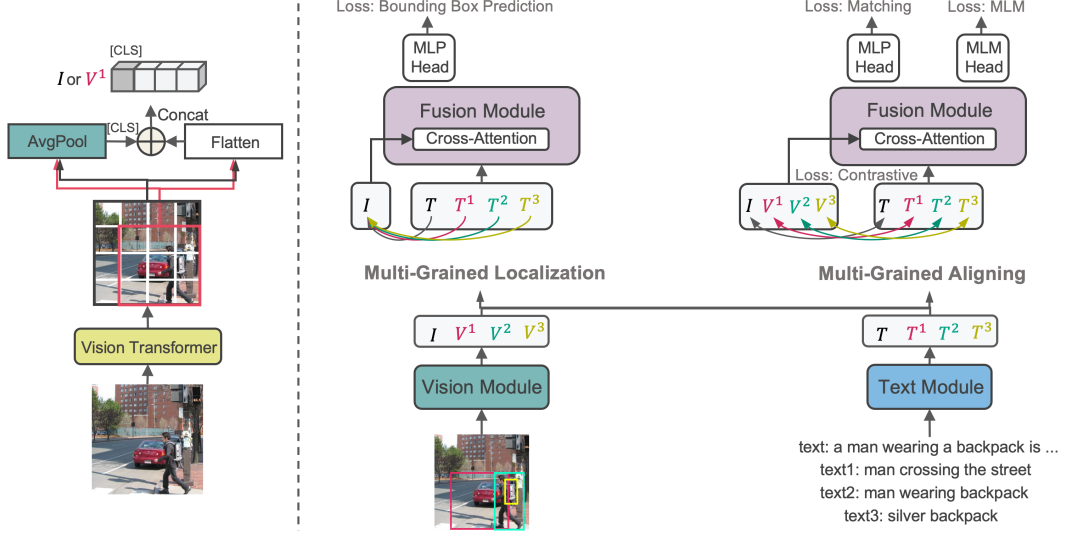 [CLS]
I or V¹
Concat
AvgPool
[CLS]
Flatten
Vision Transformer
Loss: Bounding Box Prediction
MLP
Head
Fusion Module
Cross-Attention
I
T T¹ T² T³
Multi-Grained Localization
I V¹ V² V³
Vision Module
Loss: Matching
Loss: MLM
MLP
Head
MLM
Head
Fusion Module
Cross-Attention
Loss: Contrastive
I V¹ V² V³
T T¹ T² T³
Multi-Grained Aligning
T T¹ T² T³
Text Module
text: a man wearing a backpack is ...
text1: man crossing the street
text2: man wearing backpack
text3: silver backpack